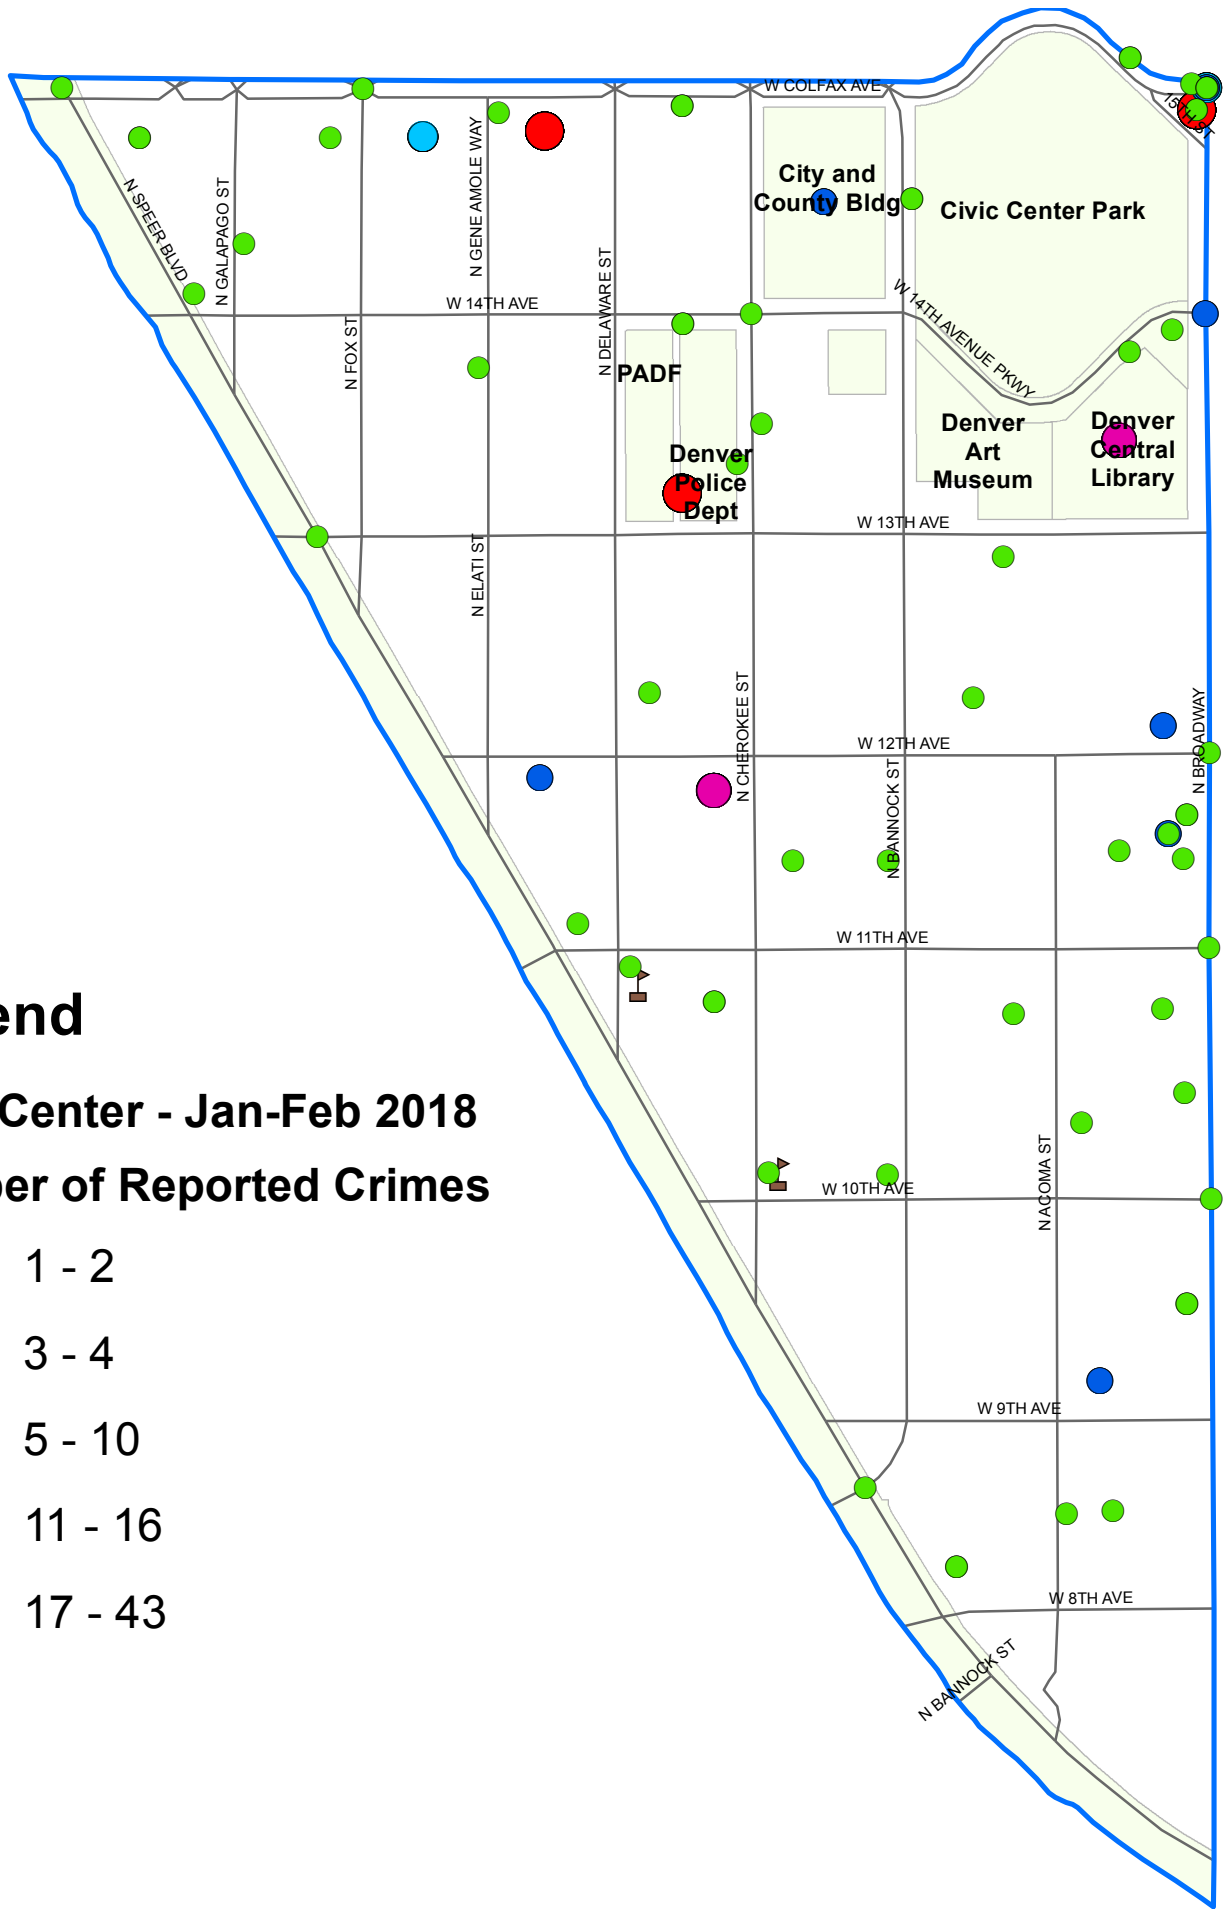 W COLFAX AVE
15TH ST
N SPEER BLVD
N GALAPAGO ST
N GENE AMOLE WAY
City and
County Bldg
Civic Center Park
N DELAWARE ST
W 14TH AVE
W 14TH AVENUE PKWY
N FOX ST
PADF
Denver
Police
Dept
Denver
Art
Museum
Denver
Central
Library
W 13TH AVE
N ELATI ST
N CHEROKEE ST
N BROADWAY
W 12TH AVE
N BANNOCK ST
W 11TH AVE
end
Center - Jan-Feb 2018
er of Reported Crimes
1 - 2
3 - 4
5 - 10
11 - 16
17 - 43
W 10TH AVE
N ACOMA ST
W 9TH AVE
W 8TH AVE
N BANNOCK ST